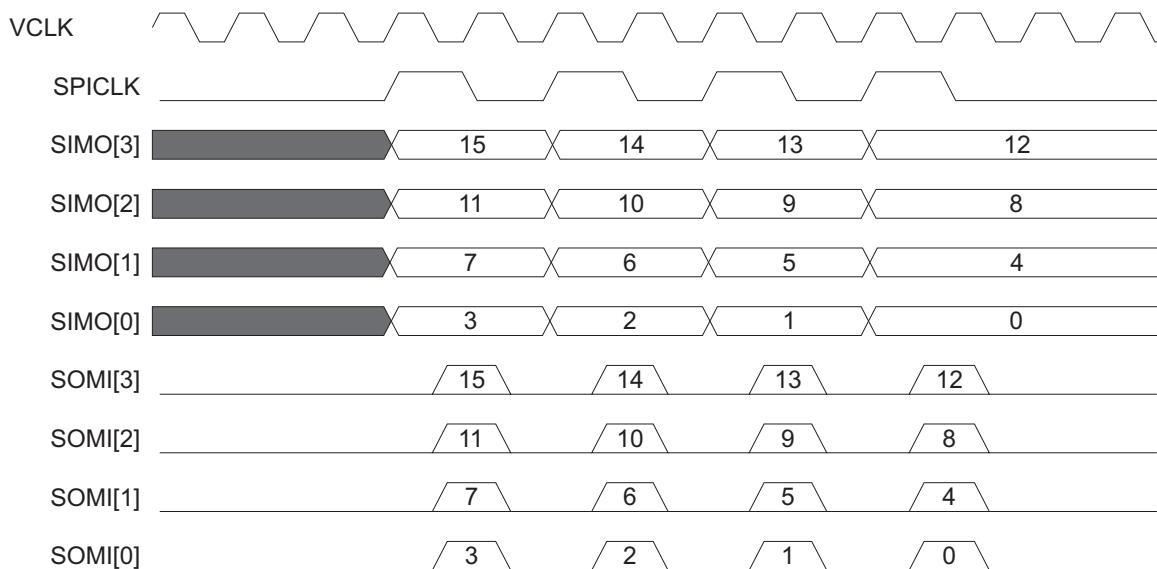 VCLK
SPICLK
SIMO[3] 15 14 13 12
SIMO[2] 11 10 9 8
SIMO[1] 7 6 5 4
SIMO[0] 3 2 1 0
SOMI[3] 15 14 13 12
SOMI[2] 11 10 9 8
SOMI[1] 7 6 5 4
SOMI[0] 3 2 1 0